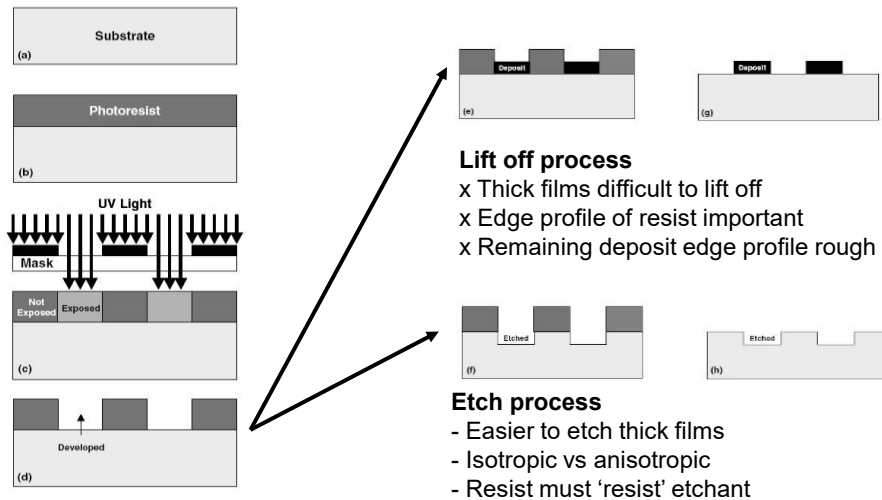 Substrate
(a)
Photoresist
(b)
UV Light
Mask
Not
Exposed
Exposed
(c)
Developed
(d)
Deposit
(e)
Deposit
(g)
Lift off process
x Thick films difficult to lift off
x Edge profile of resist important
x Remaining deposit edge profile rough
Etched
(f)
Etched
(h)
Etch process
- Easier to etch thick films
- Isotropic vs anisotropic
- Resist must ‘resist’ etchant